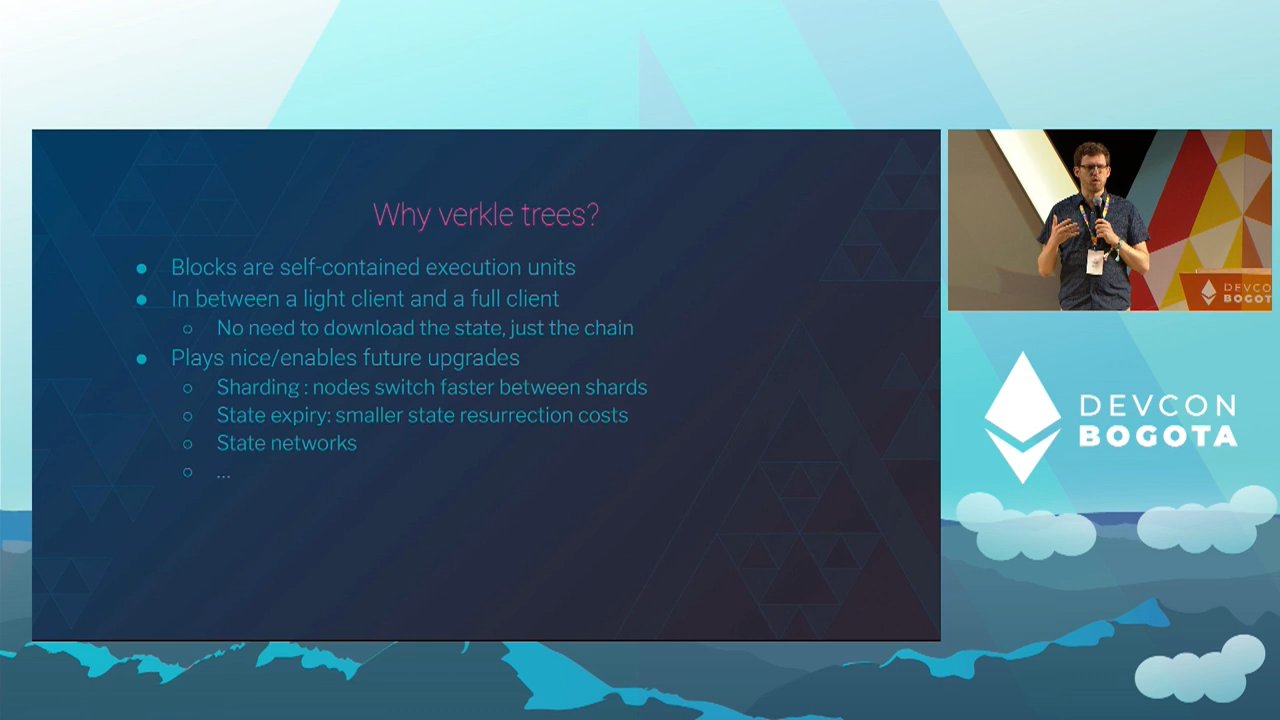 Why verkle trees?
● Blocks are self-contained execution units
● In between a light client and a full client
○ No need to download the state, just the chain
● Plays nice/enables future upgrades
○ Sharding : nodes switch faster between shards
○ State expiry: smaller state resurrection costs
○ State networks
○ ...
DEVCON
BOGOT
DEVCON
BOGOTA